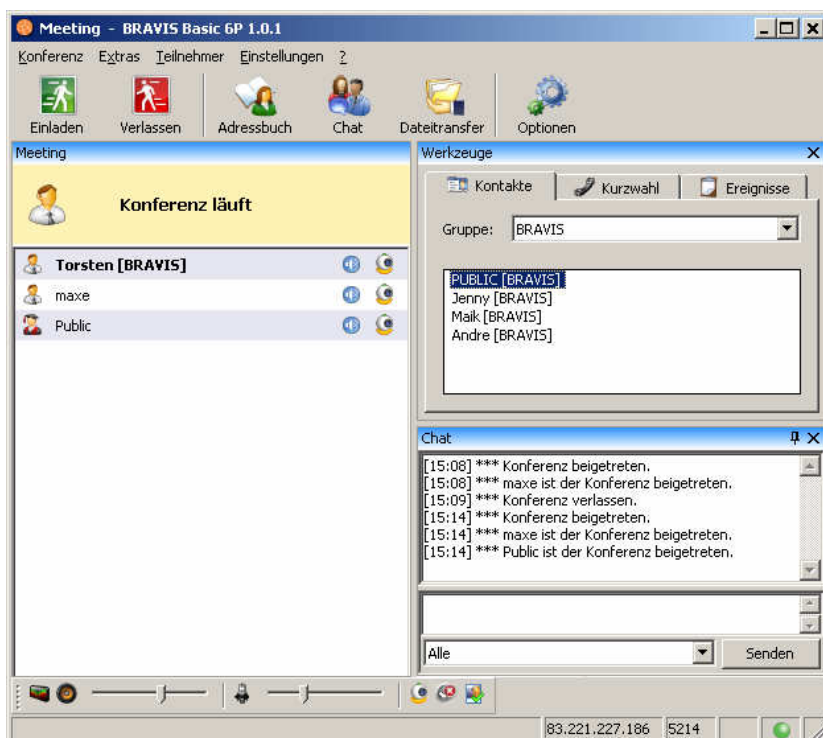 Meeting - BRAVIS Basic 6P 1.0.1
Konferenz Extras Teilnehmer Einstellungen ?
Einladen Verlassen Adressbuch Chat Dateitransfer Optionen
Meeting
Konferenz läuft
Torsten [BRAVIS]
maxe
Public
Werkzeuge
Kontakte Kurzwahl Ereignisse
Gruppe: BRAVIS
PUBLIC [BRAVIS]
Jenny [BRAVIS]
Maik [BRAVIS]
Andre [BRAVIS]
Chat
[15:08] *** Konferenz beigetreten.
[15:08] *** maxe ist der Konferenz beigetreten.
[15:09] *** Konferenz verlassen.
[15:14] *** Konferenz beigetreten.
[15:14] *** maxe ist der Konferenz beigetreten.
[15:14] *** Public ist der Konferenz beigetreten.
Alle Senden
83.221.227.186 5214